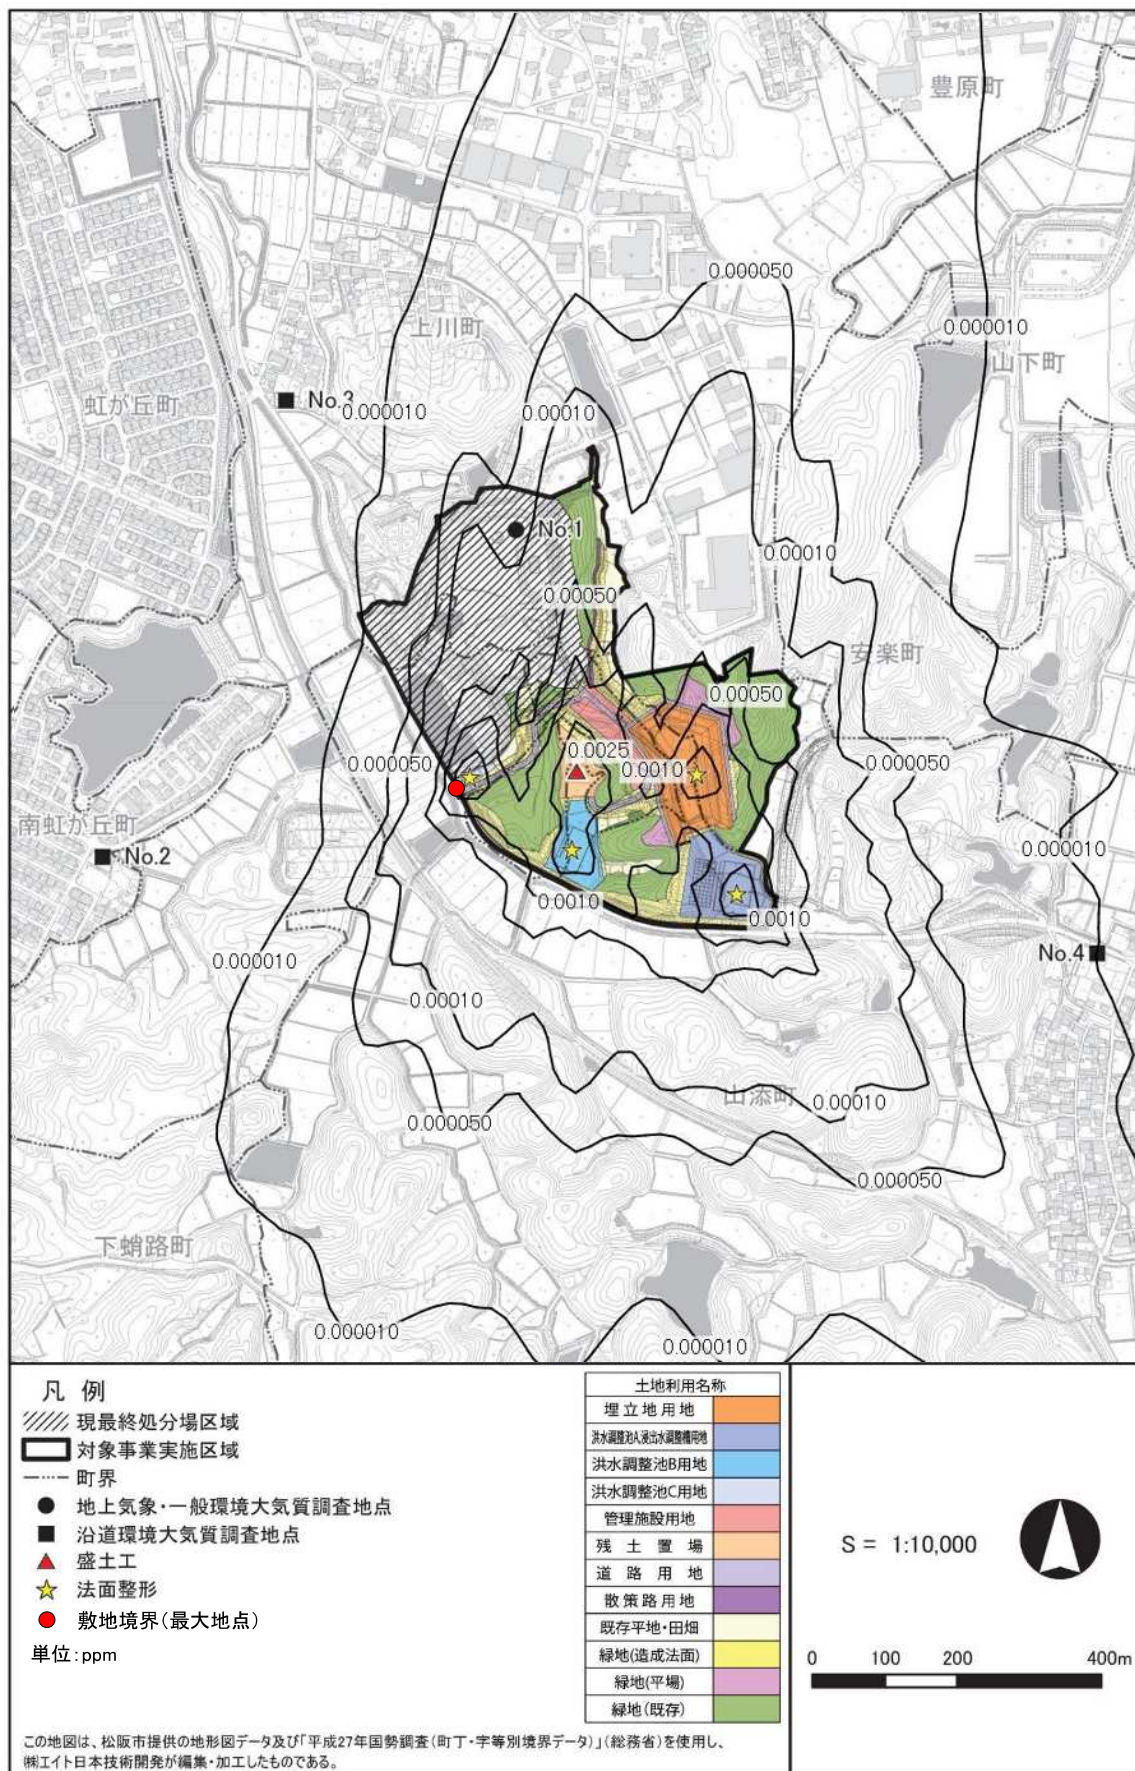 豊原町
0.000050
上川町
0.000010
山下町
No.3
0.000010
0.00010
虹が丘町
No.1
0.00010
0.00050
安楽町
0.00050
0.0025
0.000050
0.0010
0.000050
南虹が丘町
No.2
0.000010
0.0010
0.0010
No.4
0.000010
0.00010
山添町
0.00010
0.000050
0.000050
下蛸路町
0.000010
0.000010
凡 例
現最終処分場区域
対象事業実施区域
町界
地上気象・一般環境大気質調査地点
沿道環境大気質調査地点
盛土工
法面整形
敷地境界(最大地点)
単位:ppm
土地利用名称
埋立地用地
洪水調整池A,浸出水調整槽用地
洪水調整池B用地
洪水調整池C用地
管理施設用地
残土置場
道路用地
散策路用地
既存平地・田畑
緑地(造成法面)
緑地(平場)
緑地(既存)
S = 1:10,000
0 100 200 400m
この地図は、松阪市提供の地形図データ及び「平成27年国勢調査(町丁・字等別境界データ)」(総務省)を使用し、
㈱エイト日本技術開発が編集・加工したものである。